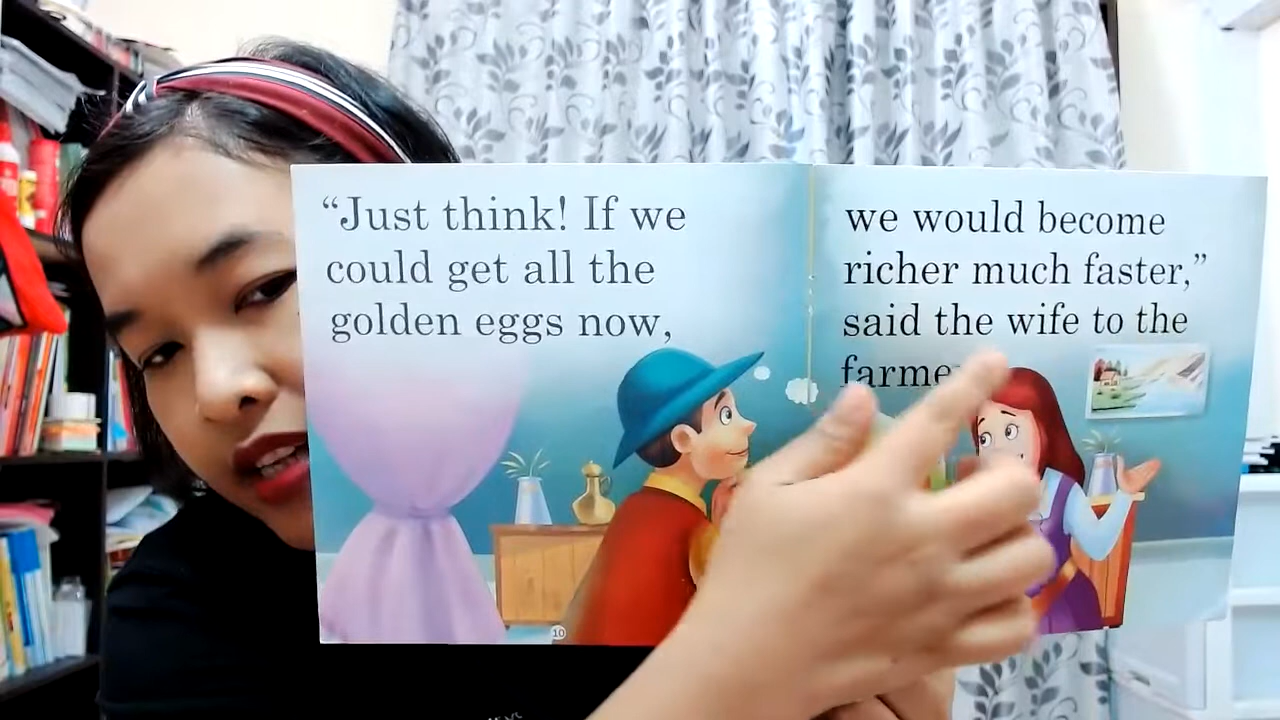 “Just think! If we
could get all the
golden eggs now,
we would become
richer much faster,”
said the wife to the
10